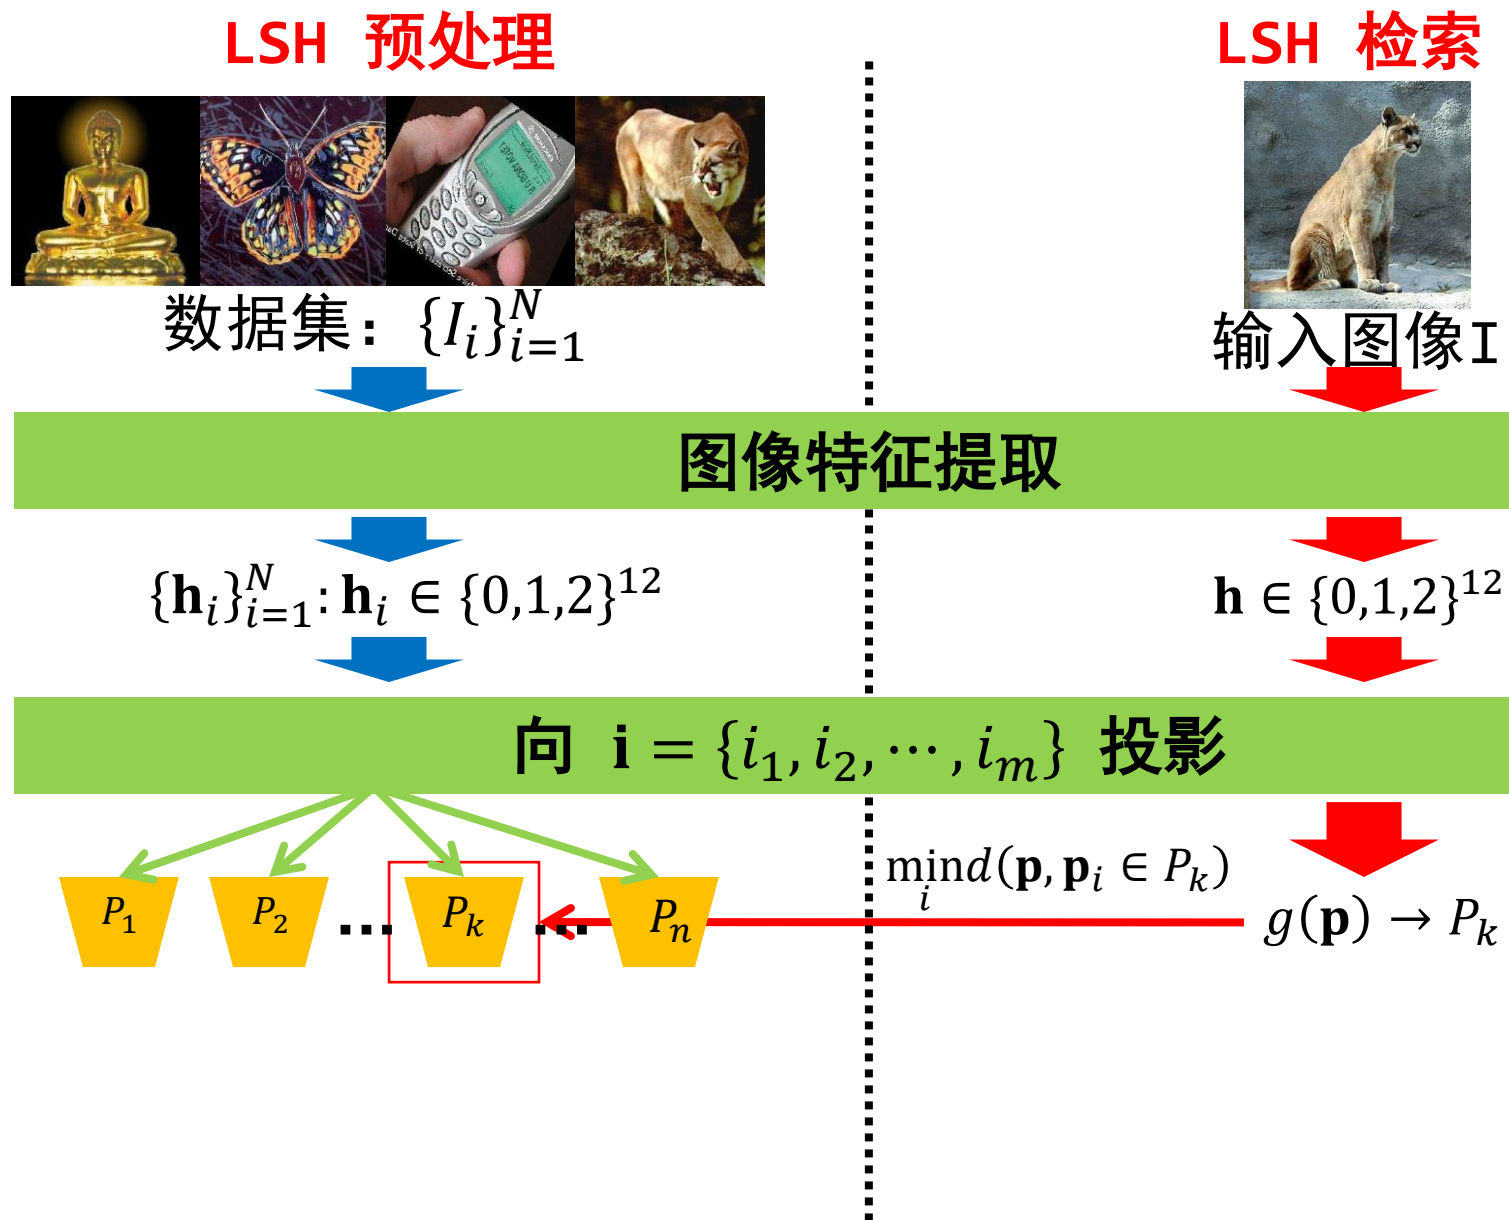 LSH 预处理
LSH 检索
数据集：{I_i}_{i=1}^N
输入图像I
图像特征提取
{h_i}_{i=1}^N: h_i ∈ {0,1,2}^{12}
h ∈ {0,1,2}^{12}
向 i = {i_1, i_2, ⋯, i_m} 投影
min_i d(p, p_i ∈ P_k)
P_1
P_2
...
P_k
...
P_n
g(p) → P_k